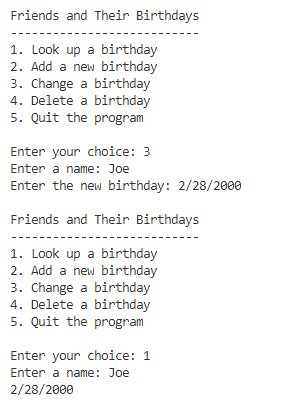 Friends and Their Birthdays
---------------------------
1. Look up a birthday
2. Add a new birthday
3. Change a birthday
4. Delete a birthday
5. Quit the program

Enter your choice: 3
Enter a name: Joe
Enter the new birthday: 2/28/2000

Friends and Their Birthdays
---------------------------
1. Look up a birthday
2. Add a new birthday
3. Change a birthday
4. Delete a birthday
5. Quit the program

Enter your choice: 1
Enter a name: Joe
2/28/2000